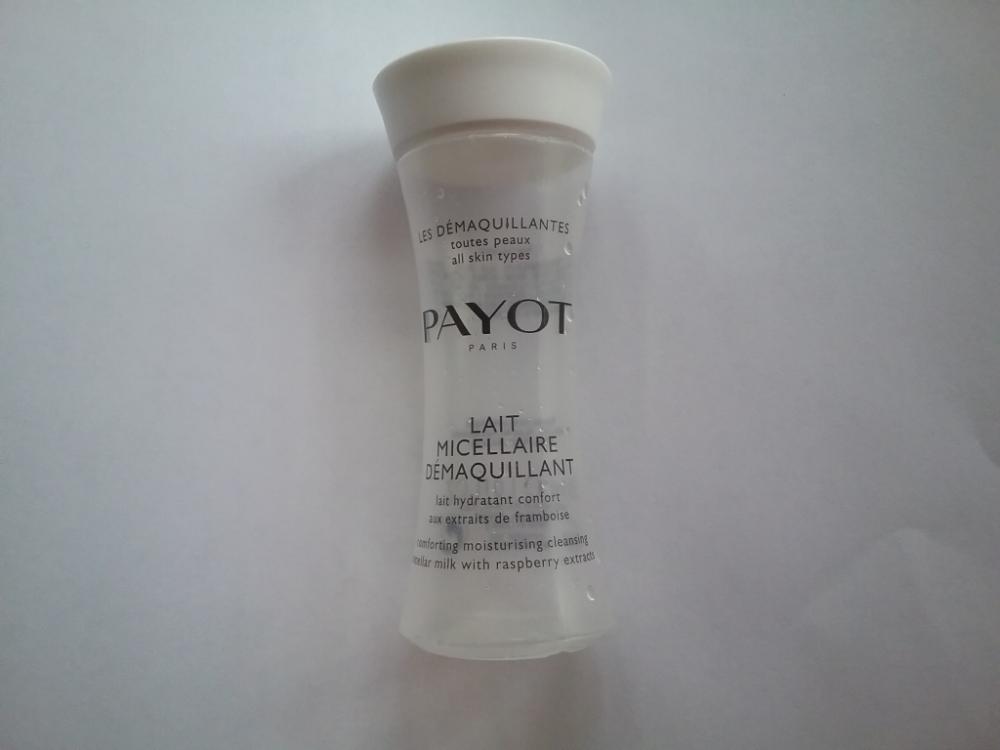 LES DÉMAQUILLANTES
toutes peaux
all skin types
PAYOT
PARIS
LAIT
MICELLAIRE
DÉMAQUILLANT
lait hydratant confort
aux extraits de framboise
comforting moisturising cleansing
micellar milk with raspberry extracts